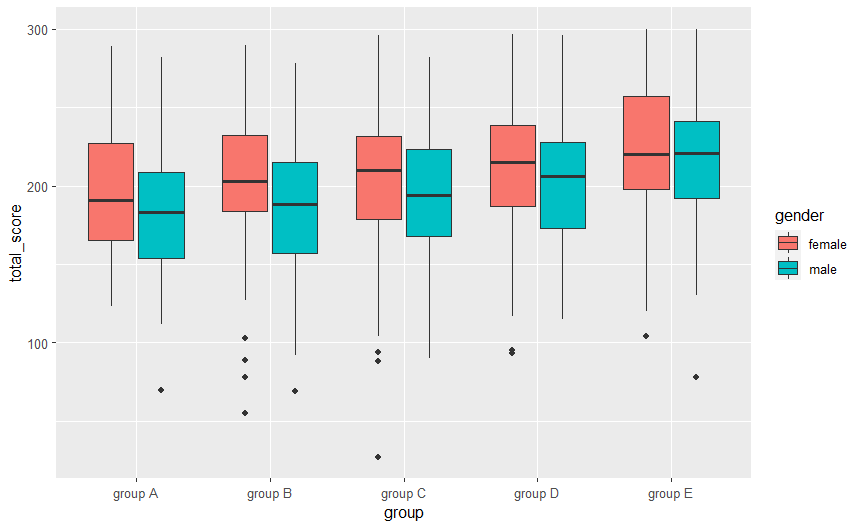 300
200
100
total_score
group A
group B
group C
group D
group E
group
gender
female
male